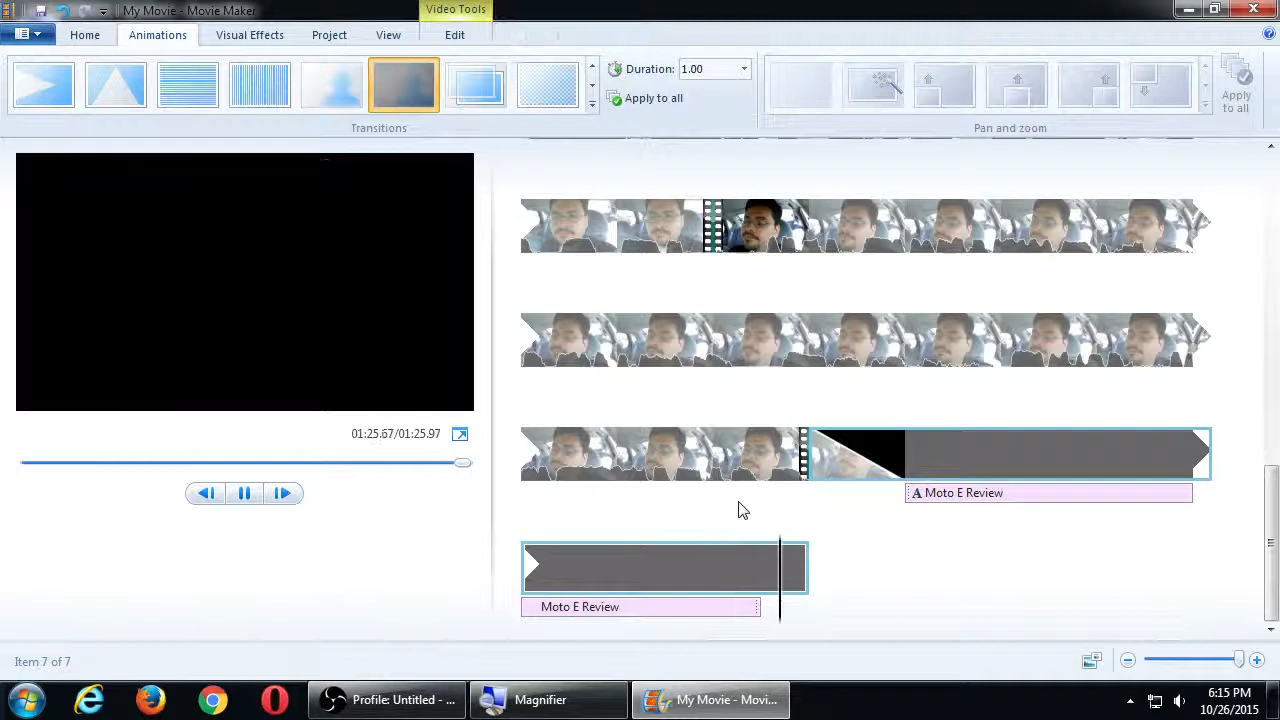 My Movie - Movie Maker
Video Tools
Home
Animations
Visual Effects
Project
View
Edit
Duration: 1.00
Apply to all
Apply to all
Transitions
Pan and zoom
01:25.67/01:25.97
A Moto E Review
Moto E Review
Item 7 of 7
Profile: Untitled - ...
Magnifier
My Movie - Movi...
6:15 PM
10/26/2015